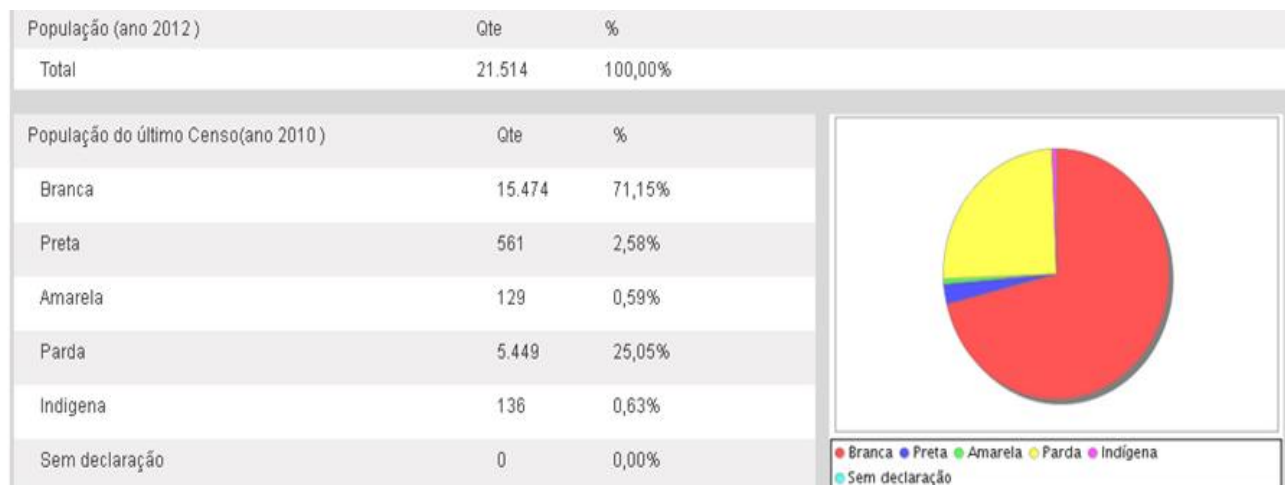 População (ano 2012) Qte %
Total 21.514 100,00%
População do último Censo(ano 2010) Qte %
Branca 15.474 71,15%
Preta 561 2,58%
Amarela 129 0,59%
Parda 5.449 25,05%
Indigena 136 0,63%
Sem declaração 0 0,00%
Branca Preta Amarela Parda Indígena
Sem declaração